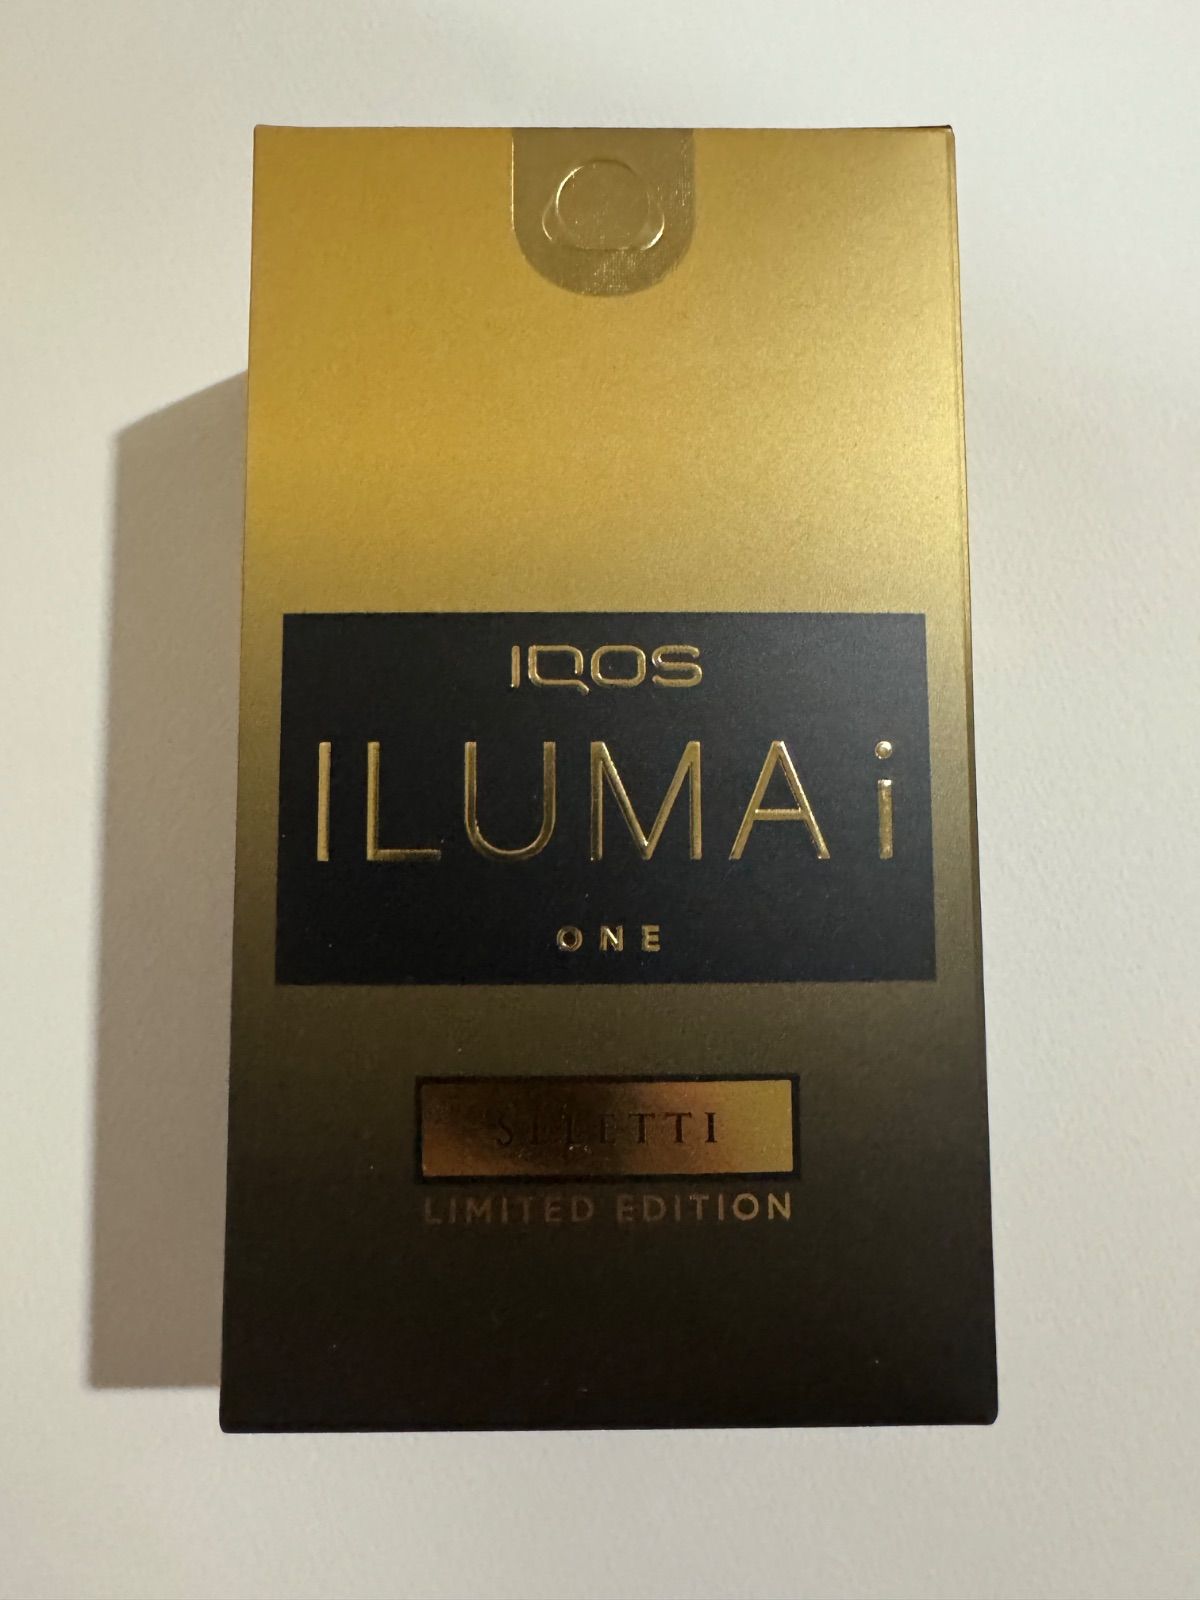 IQOS
ILUMA i
ONE
SELETTI
LIMITED EDITION